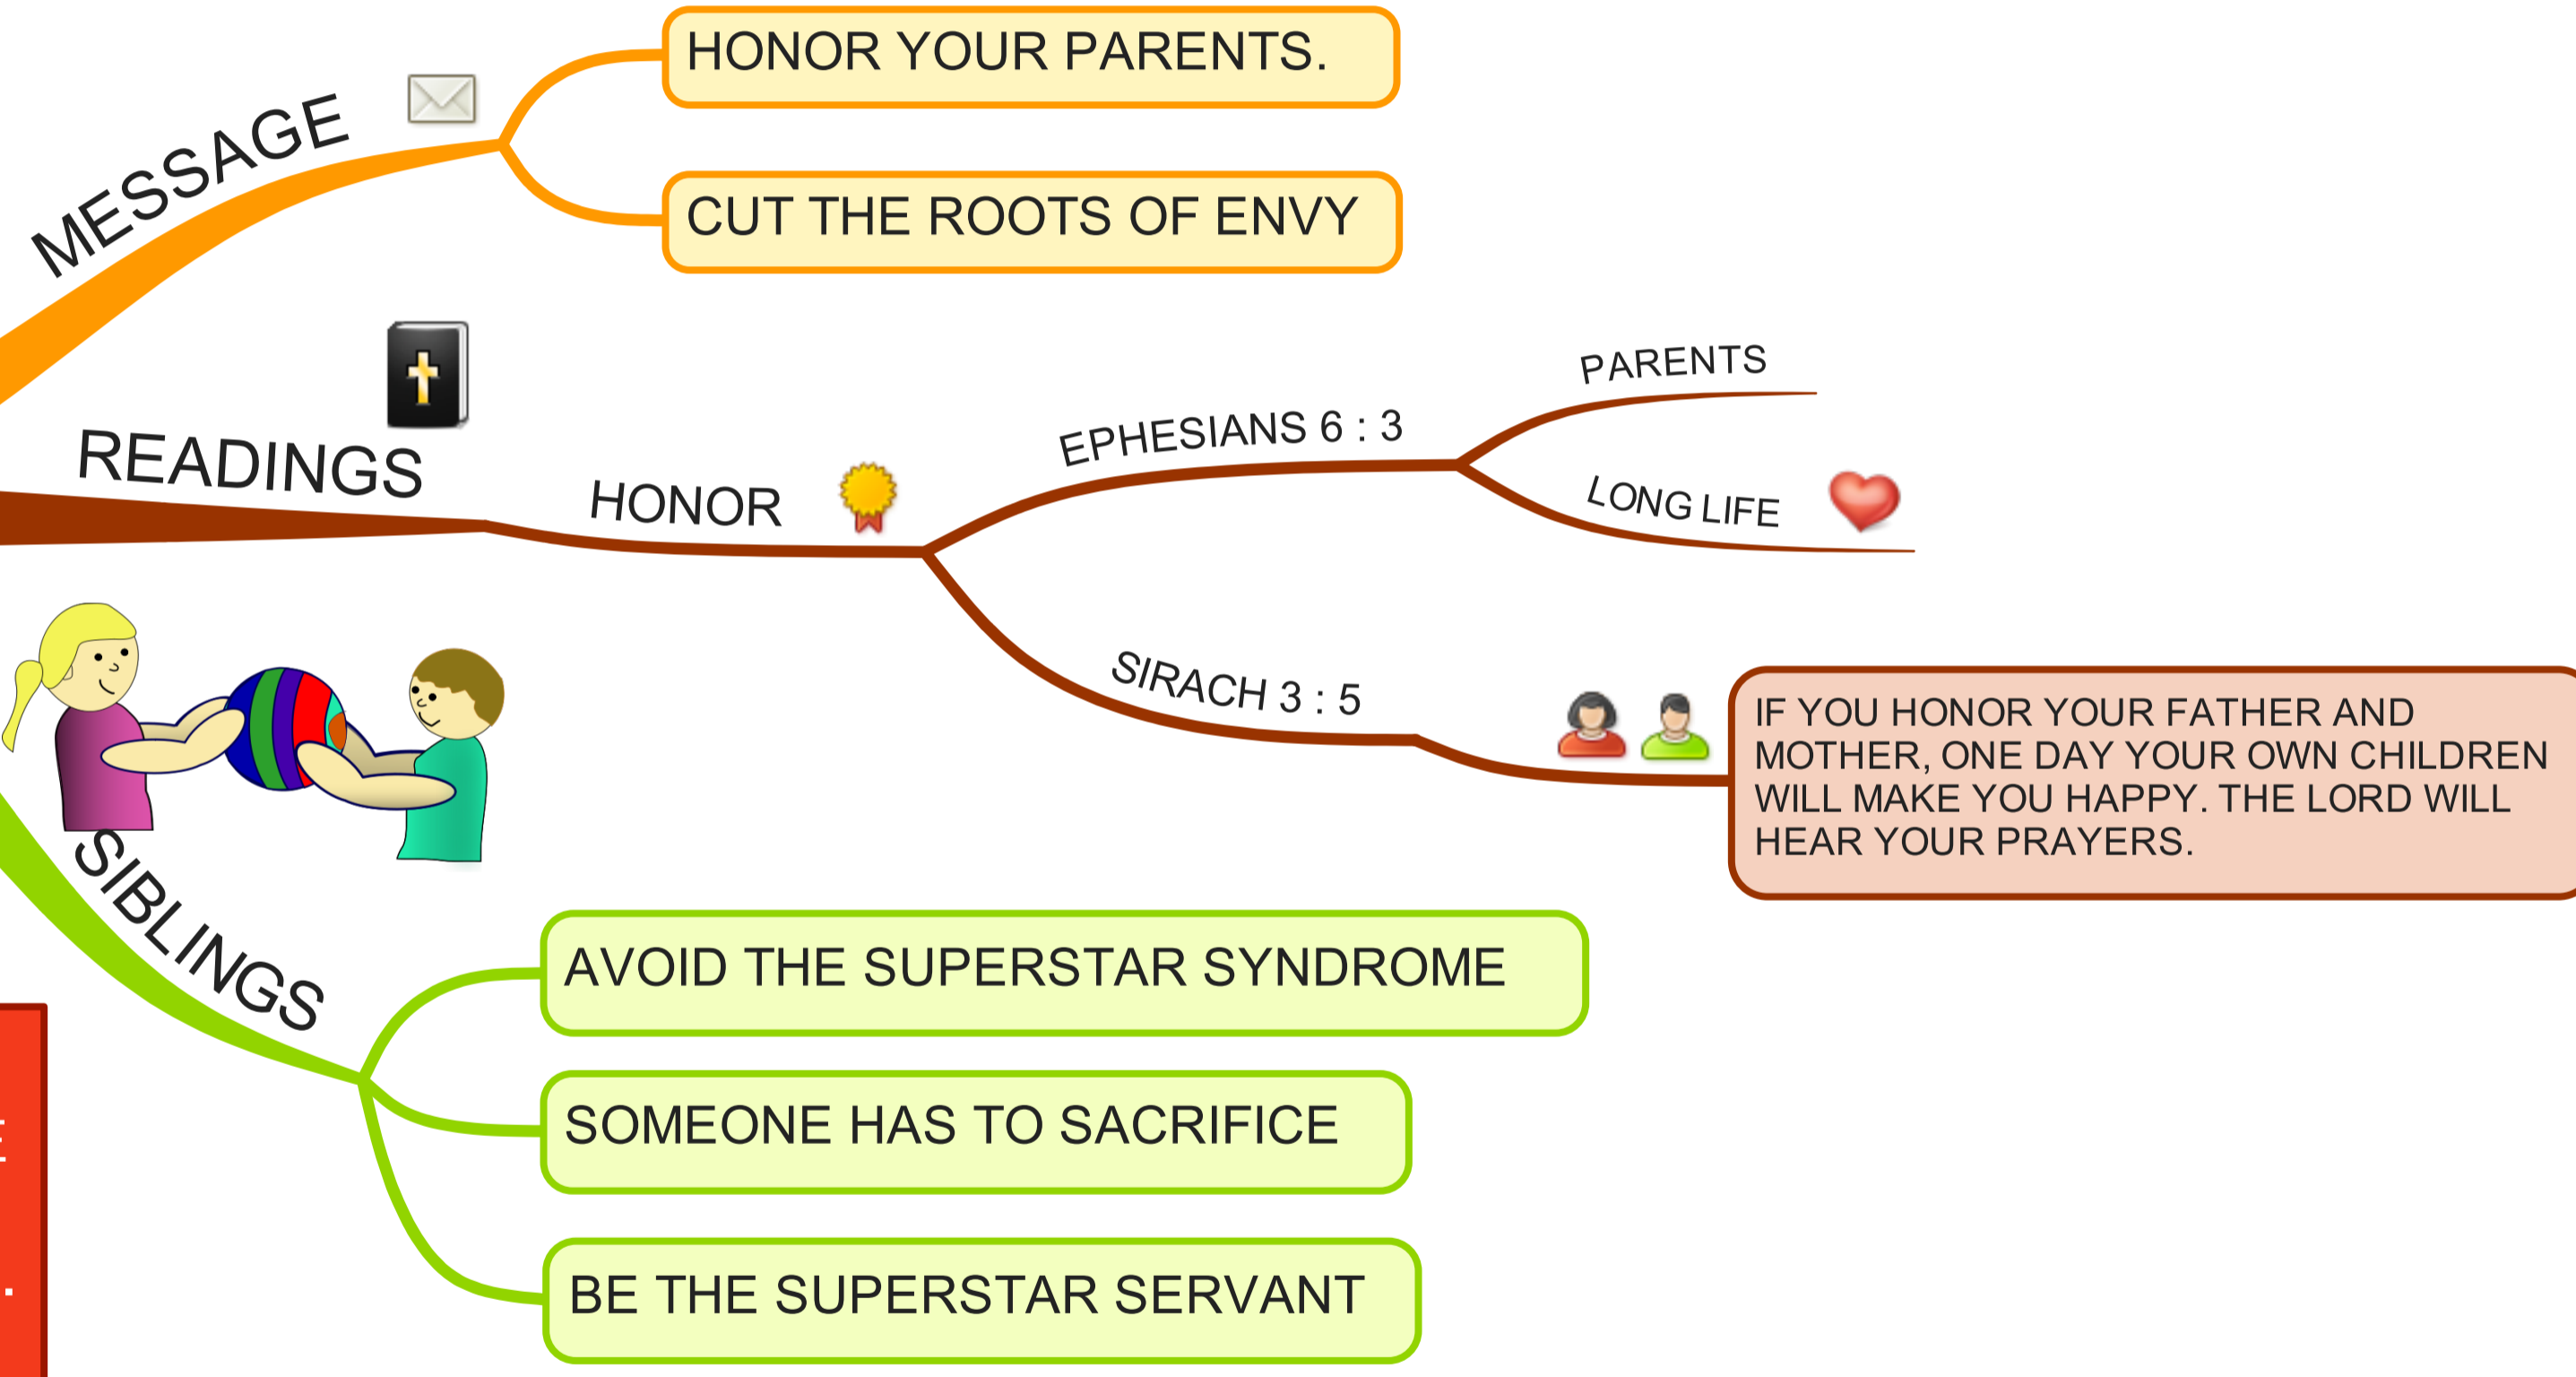 MESSAGE
HONOR YOUR PARENTS.
CUT THE ROOTS OF ENVY
READINGS
HONOR
EPHESIANS 6 : 3
PARENTS
LONG LIFE
SIRACH 3 : 5
IF YOU HONOR YOUR FATHER AND
MOTHER, ONE DAY YOUR OWN CHILDREN
WILL MAKE YOU HAPPY. THE LORD WILL
HEAR YOUR PRAYERS.
SIBLINGS
AVOID THE SUPERSTAR SYNDROME
SOMEONE HAS TO SACRIFICE
BE THE SUPERSTAR SERVANT